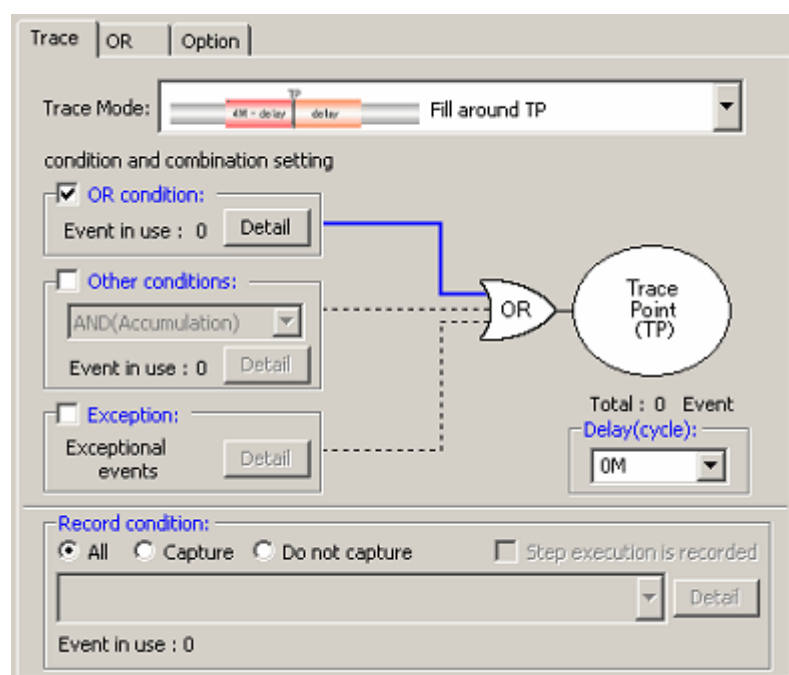 Trace OR Option
Trace Mode: TP 4M - delay delay Fill around TP
condition and combination setting
OR condition:
Event in use : 0 Detail
Other conditions:
AND(Accumulation)
Event in use : 0 Detail
Exception:
Exceptional events Detail
OR
Trace
Point
(TP)
Total : 0 Event
Delay(cycle):
0M
Record condition:
All Capture Do not capture Step execution is recorded
Detail
Event in use : 0